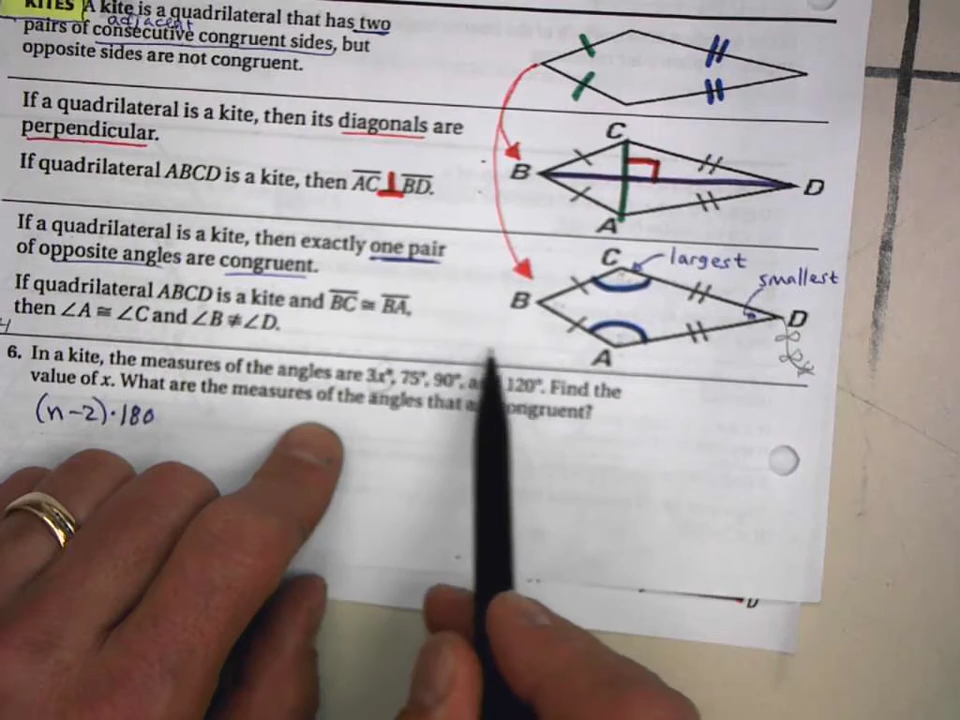 KITES A kite is a quadrilateral that has two
adjacent
pairs of consecutive congruent sides, but
opposite sides are not congruent.
If a quadrilateral is a kite, then its diagonals are
perpendicular.
If quadrilateral ABCD is a kite, then AC ⊥ BD.
C
B
D
A
If a quadrilateral is a kite, then exactly one pair
of opposite angles are congruent.
If quadrilateral ABCD is a kite and BC ≅ BA,
then ∠A ≅ ∠C and ∠B ≇ ∠D.
C
largest
smallest
B
D
A
6. In a kite, the measures of the angles are 3x°, 75°, 90°, 120°. Find the
value of x. What are the measures of the angles that congruent?
(n-2)·180